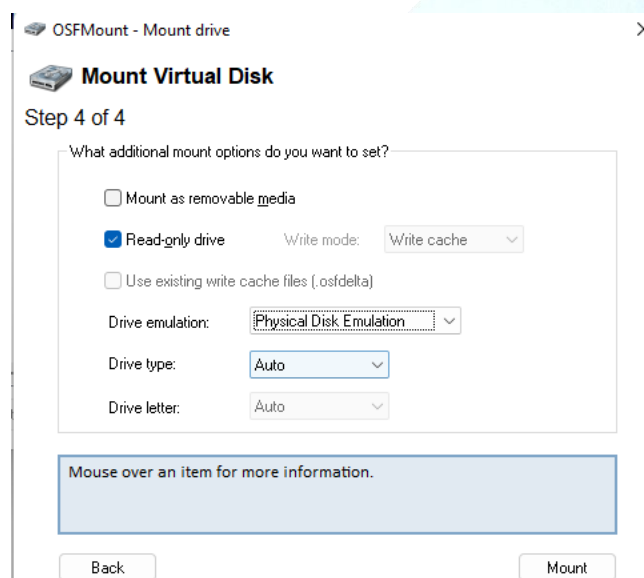 OSFMount - Mount drive
Mount Virtual Disk
Step 4 of 4
What additional mount options do you want to set?
Mount as removable media
Read-only drive Write mode: Write cache
Use existing write cache files (.osfdelta)
Drive emulation: Physical Disk Emulation
Drive type: Auto
Drive letter: Auto
Mouse over an item for more information.
Back Mount